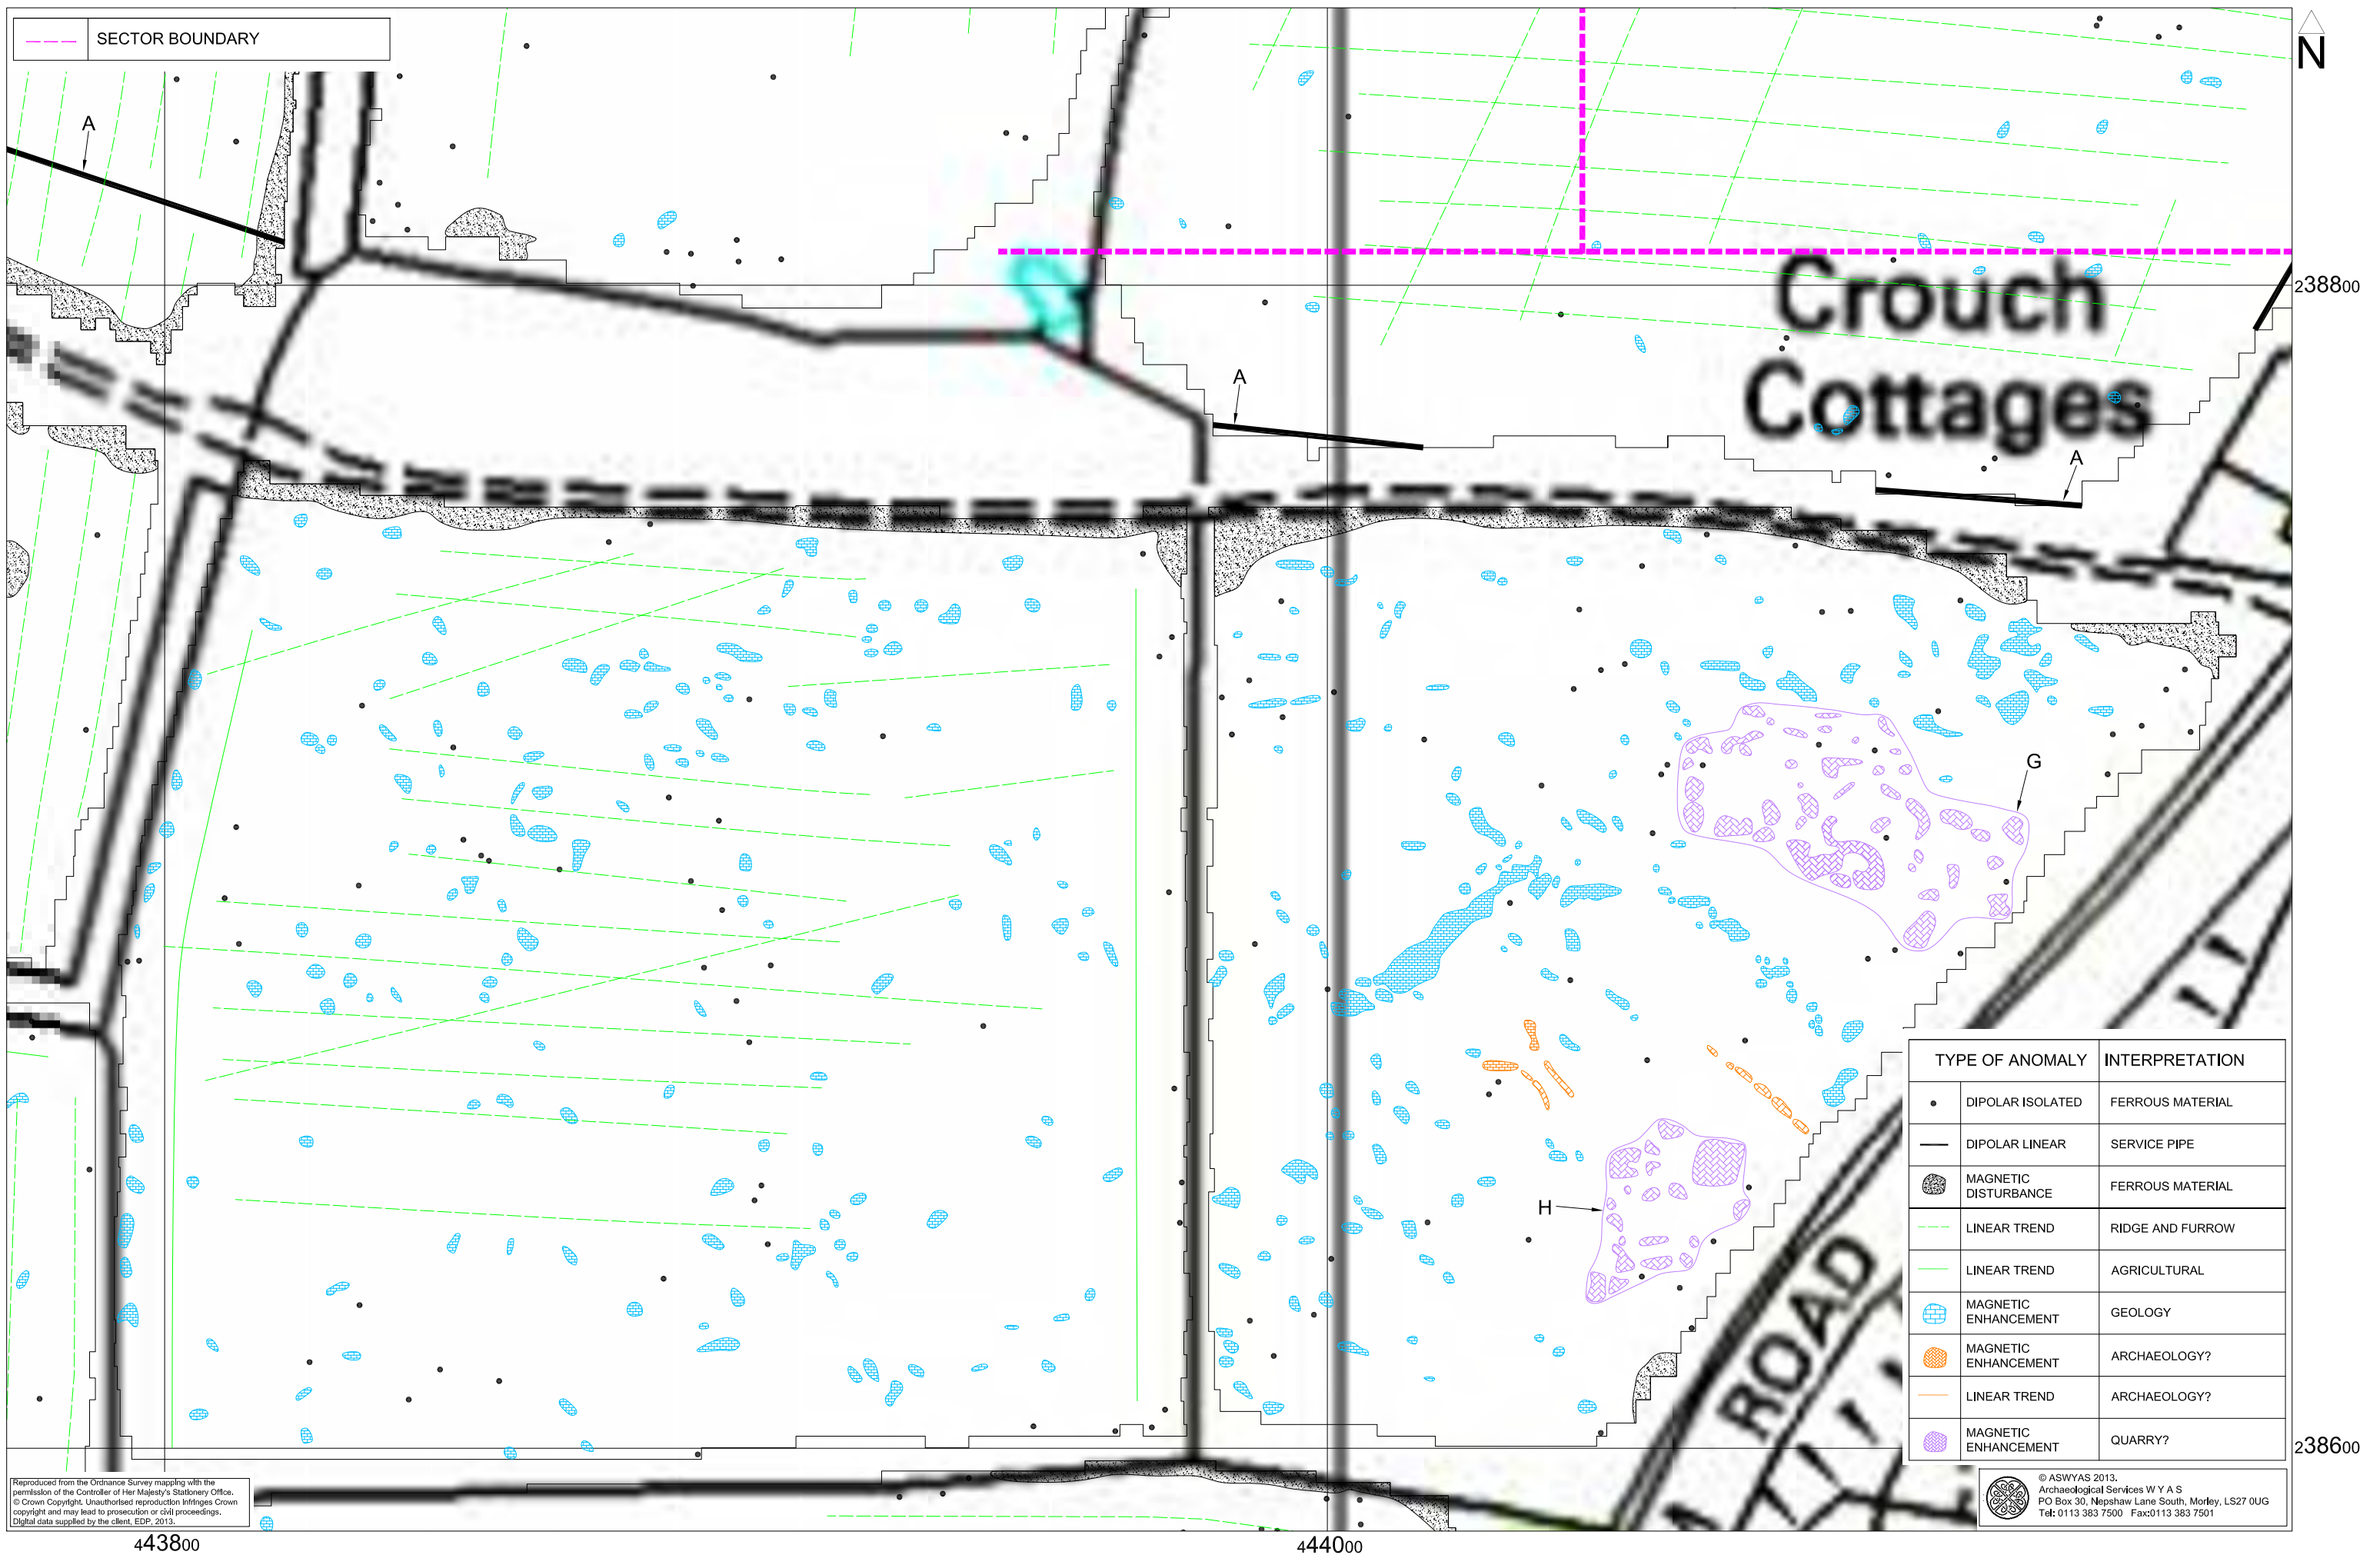 SECTOR BOUNDARY
N
A
Crouch
Cottages
238800
A
A
G
H
ROAD
TYPE OF ANOMALY INTERPRETATION
DIPOLAR ISOLATED FERROUS MATERIAL
DIPOLAR LINEAR SERVICE PIPE
MAGNETIC
DISTURBANCE FERROUS MATERIAL
LINEAR TREND RIDGE AND FURROW
LINEAR TREND AGRICULTURAL
MAGNETIC
ENHANCEMENT GEOLOGY
MAGNETIC
ENHANCEMENT ARCHAEOLOGY?
LINEAR TREND ARCHAEOLOGY?
MAGNETIC
ENHANCEMENT QUARRY?
238600
Reproduced from the Ordnance Survey mapping with the
permission of the Controller of Her Majesty's Stationery Office.
© Crown Copyright. Unauthorised reproduction infringes Crown
copyright and may lead to prosecution or civil proceedings.
Digital data supplied by the client, EDP, 2013.
© ASWYAS 2013.
Archaeological Services W Y A S
PO Box 30, Nepshaw Lane South, Morley, LS27 0UG
Tel: 0113 383 7500 Fax:0113 383 7501
443800
444000